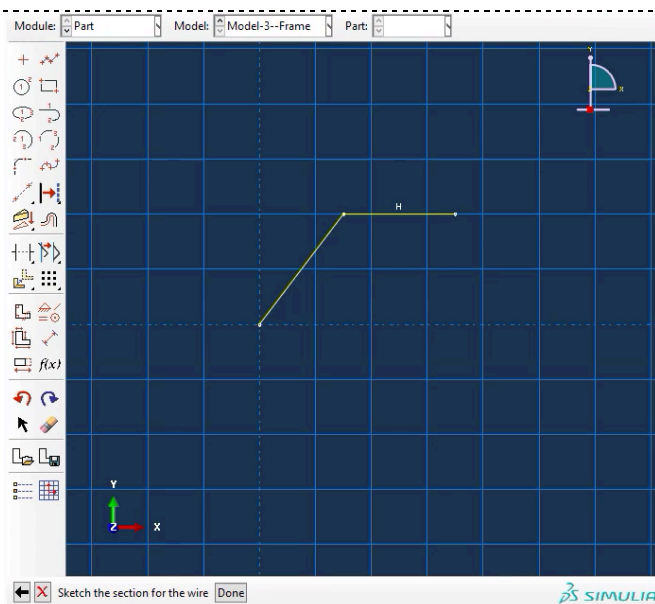 Module: Part Model: Model-3--Frame Part:
Y
X
H
f(x)
Y
Z X
Sketch the section for the wire Done
SIMULIA